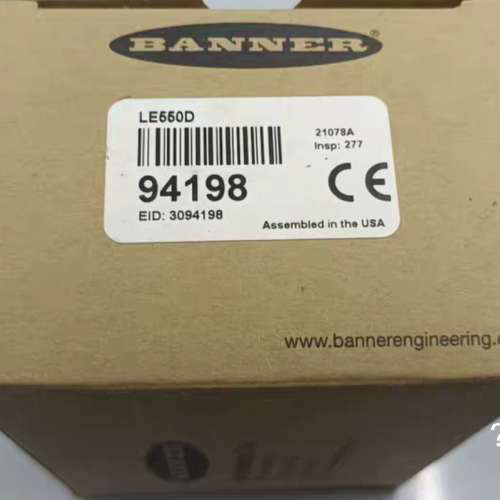 BANNER®
LE550D
21078A
Insp: 277
94198
EID: 3094198
CE
Assembled in the USA
www.bannerengineering.c